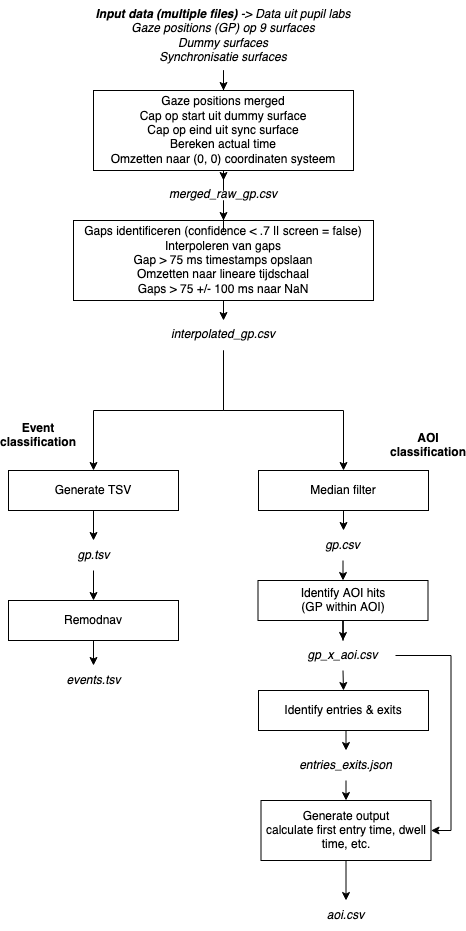 Input data (multiple files) -> Data uit pupil labs
Gaze positions (GP) op 9 surfaces
Dummy surfaces
Synchronisatie surfaces
Gaze positions merged
Cap op start uit dummy surface
Cap op eind uit sync surface
Bereken actual time
Omzetten naar (0, 0) coordinaten systeem
merged_raw_gp.csv
Gaps identificeren (confidence < .7 || screen = false)
Interpoleren van gaps
Gap > 75 ms timestamps opslaan
Omzetten naar lineare tijdschaal
Gaps > 75 +/- 100 ms naar NaN
interpolated_gp.csv
Event
classification
Generate TSV
gp.tsv
Remodnav
events.tsv
AOI
classification
Median filter
gp.csv
Identify AOI hits
(GP within AOI)
gp_x_aoi.csv
Identify entries & exits
entries_exits.json
Generate output
calculate first entry time, dwell
time, etc.
aoi.csv